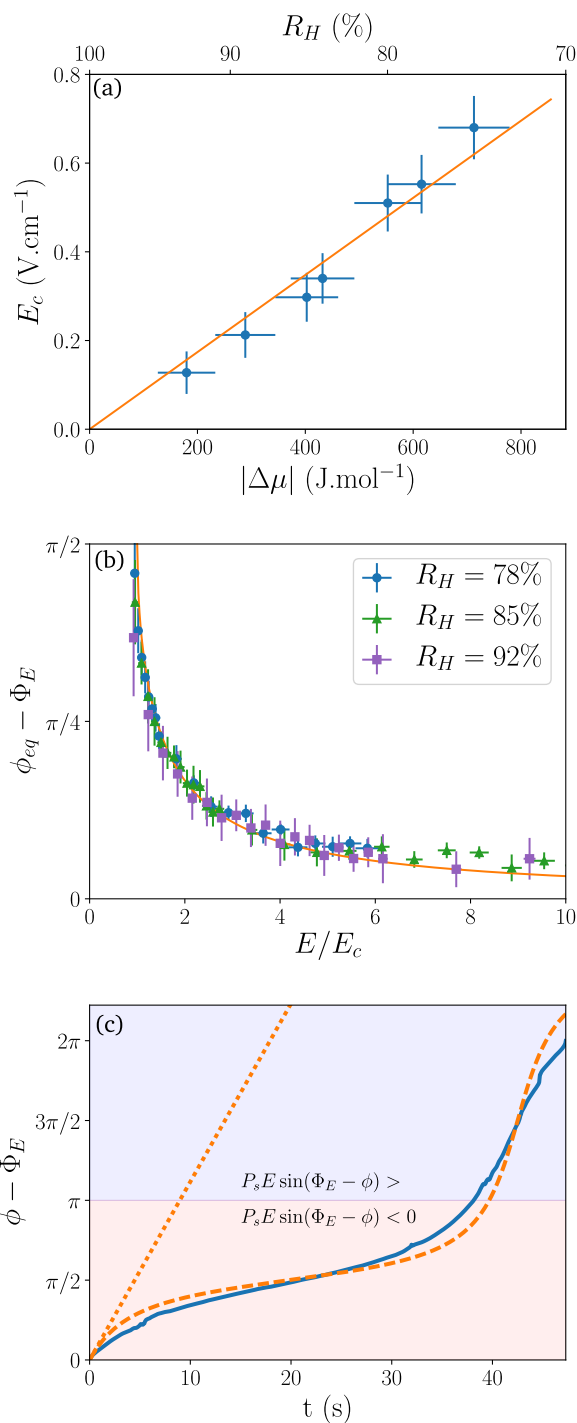 R_H (%)
100 90 80 70
(a)
0.8
0.6
0.4
0.2
0.0
E_c (V.cm⁻¹)
0 200 400 600 800
|Δμ| (J.mol⁻¹)
(b)
π/2
π/4
0
ϕ_eq − Φ_E
R_H = 78%
R_H = 85%
R_H = 92%
0 2 4 6 8 10
E/E_c
(c)
2π
3π/2
π
π/2
0
ϕ − Φ_E
P_sE sin(Φ_E − ϕ) >
P_sE sin(Φ_E − ϕ) < 0
0 10 20 30 40
t (s)